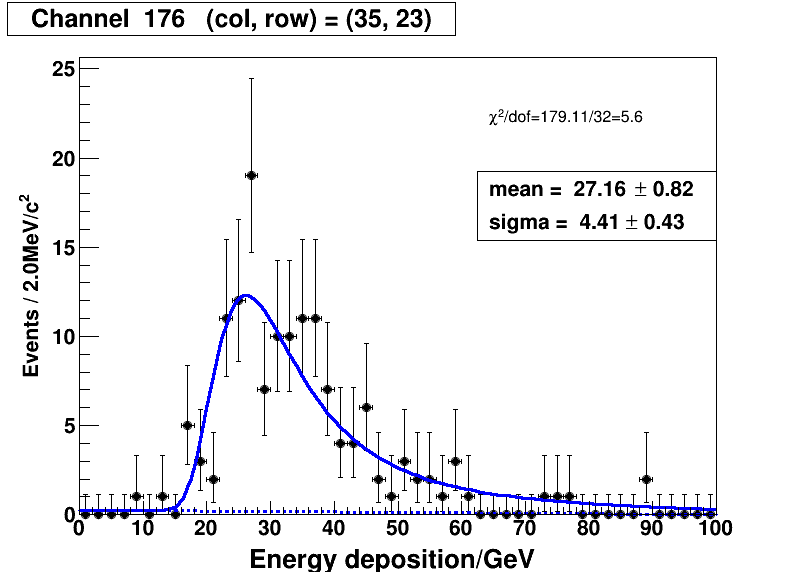 Channel 176 (col, row) = (35, 23)
χ²/dof=179.11/32=5.6
mean = 27.16 ± 0.82
sigma = 4.41 ± 0.43
Events / 2.0MeV/c²
25
20
15
10
5
0
0 10 20 30 40 50 60 70 80 90 100
Energy deposition/GeV